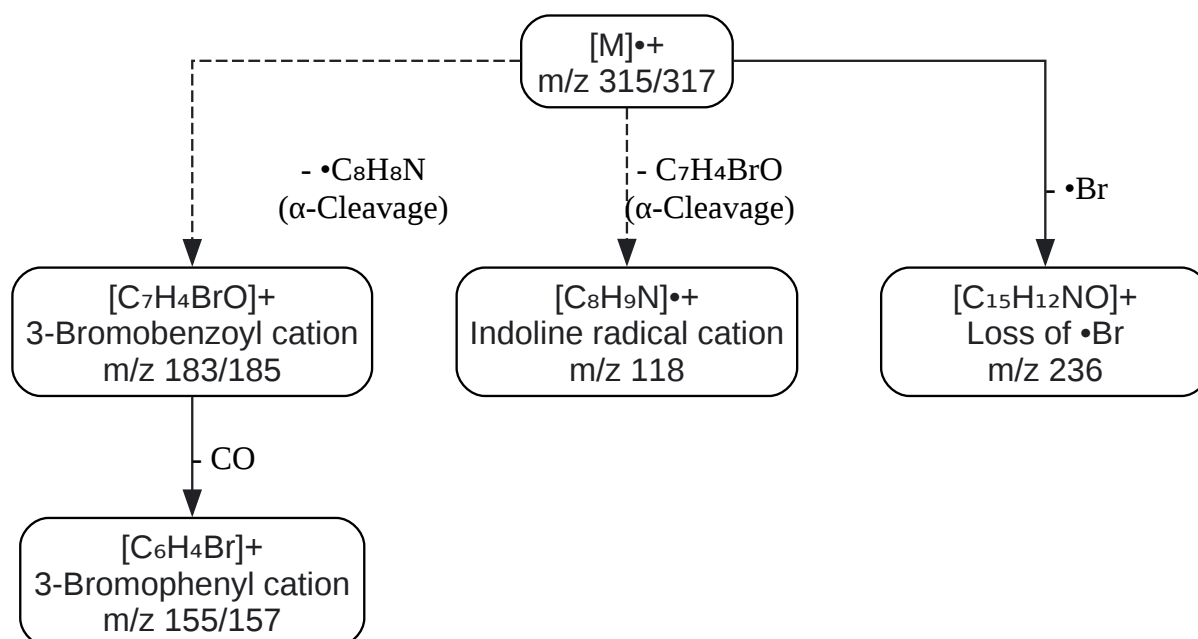 [M]•+
m/z 315/317
- •C₈H₈N
(α-Cleavage)
- C₇H₄BrO
(α-Cleavage)
- •Br
[C₇H₄BrO]+
3-Bromobenzoyl cation
m/z 183/185
[C₈H₉N]•+
Indoline radical cation
m/z 118
[C₁₅H₁₂NO]+
Loss of •Br
m/z 236
- CO
[C₆H₄Br]+
3-Bromophenyl cation
m/z 155/157